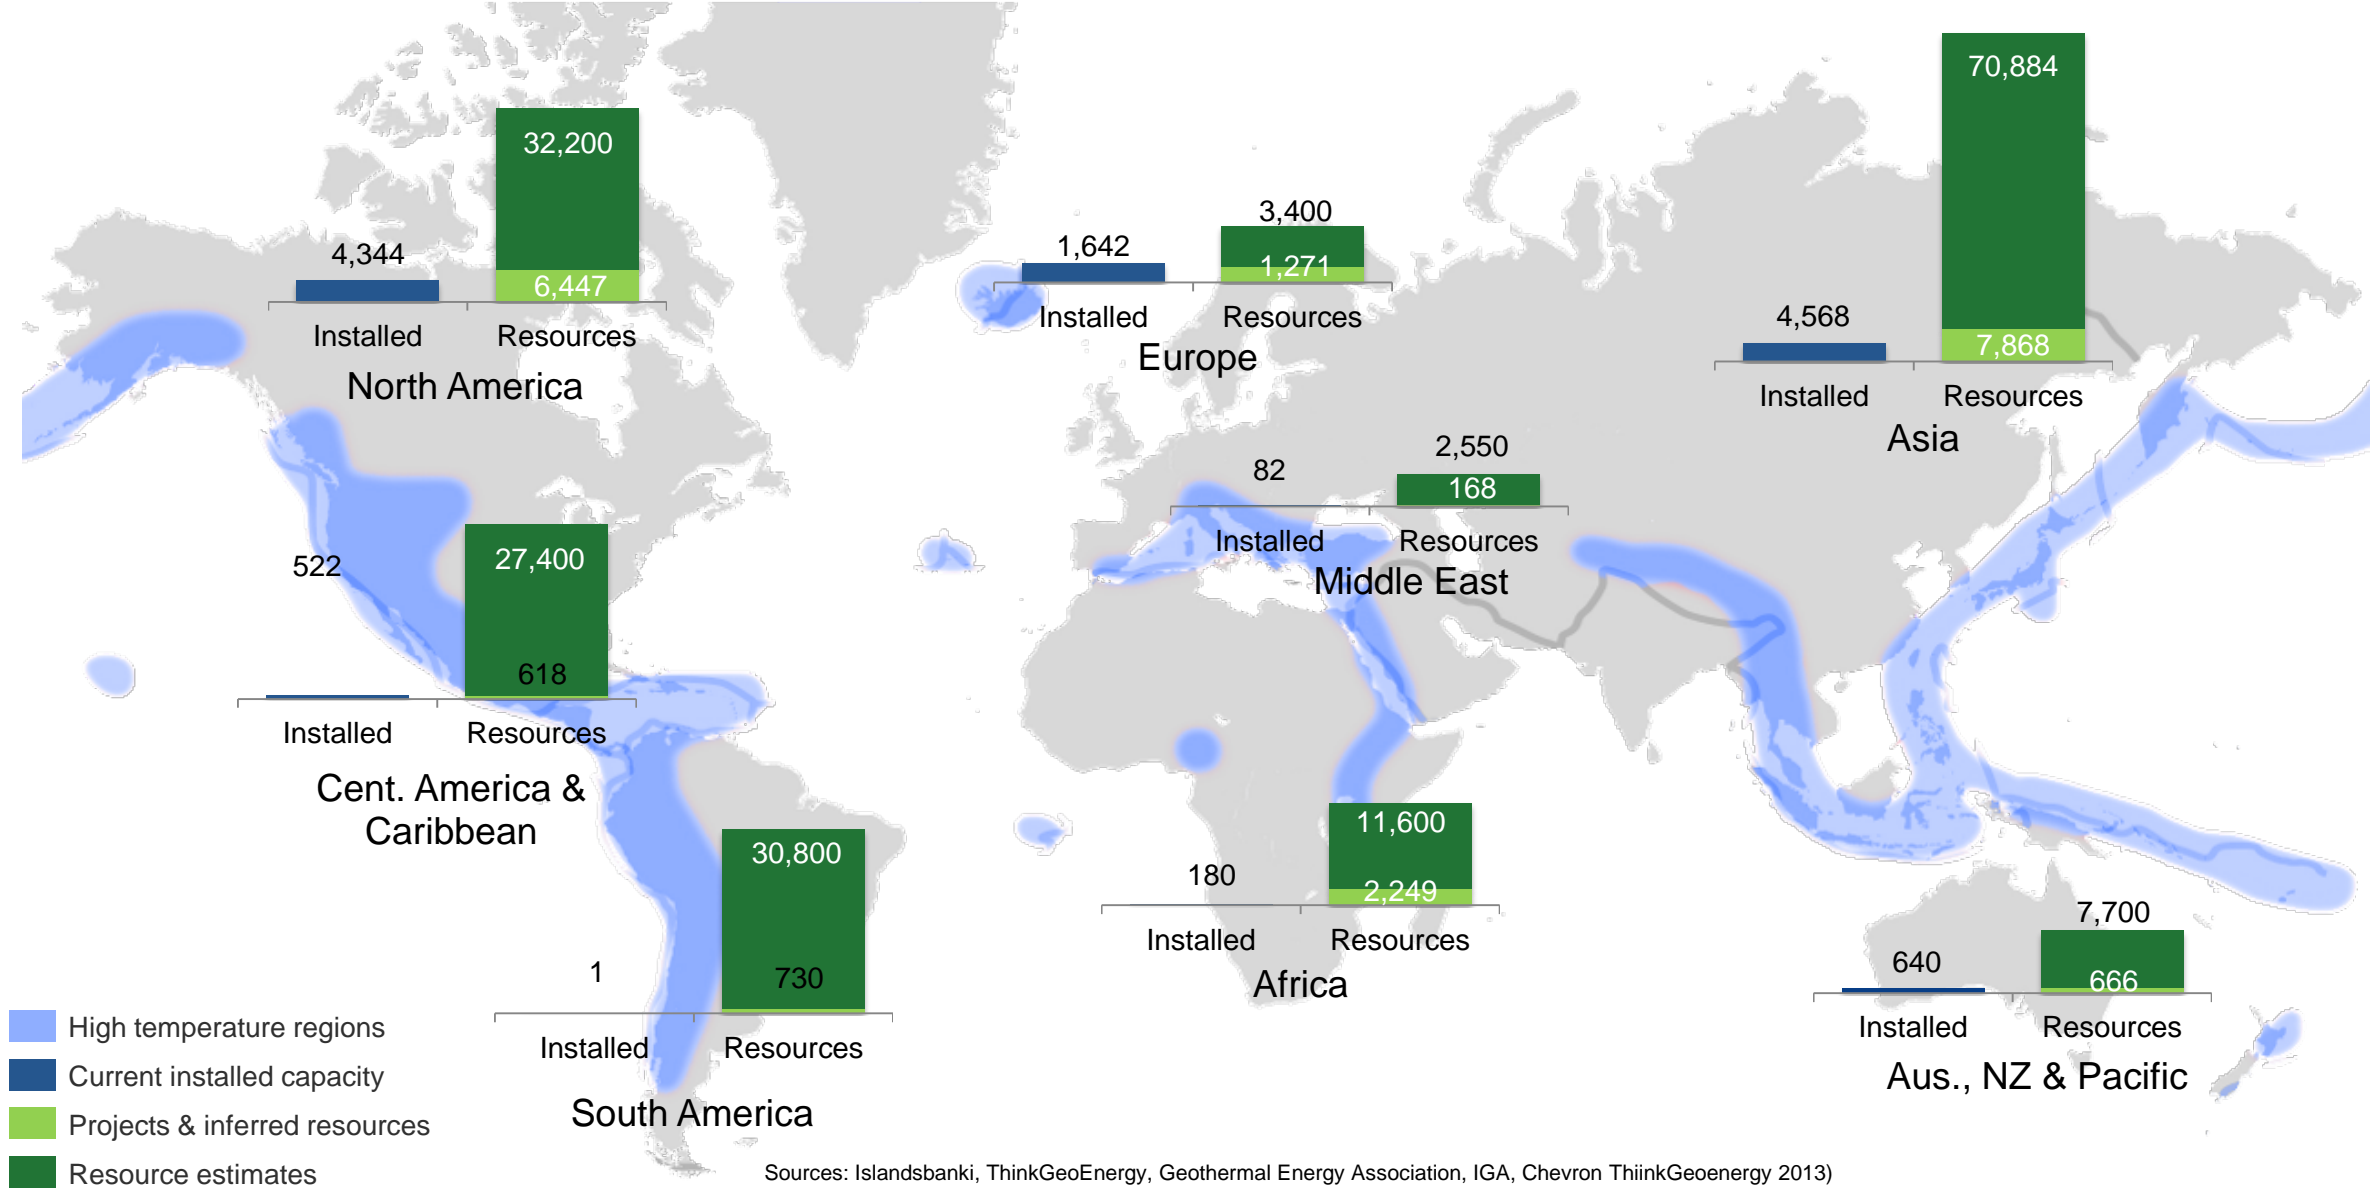 32,200
4,344
6,447
Installed
Resources
North America
3,400
1,642
1,271
Installed
Resources
Europe
70,884
4,568
7,868
Installed
Resources
Asia
2,550
82
168
Installed
Resources
Middle East
27,400
522
618
Installed
Resources
Cent. America &
Caribbean
30,800
1
730
Installed
Resources
South America
11,600
180
2,249
Installed
Resources
Africa
7,700
640
666
Installed
Resources
Aus., NZ & Pacific
High temperature regions
Current installed capacity
Projects & inferred resources
Resource estimates
Sources: Islandsbanki, ThinkGeoEnergy, Geothermal Energy Association, IGA, Chevron ThiinkGeoenergy 2013)